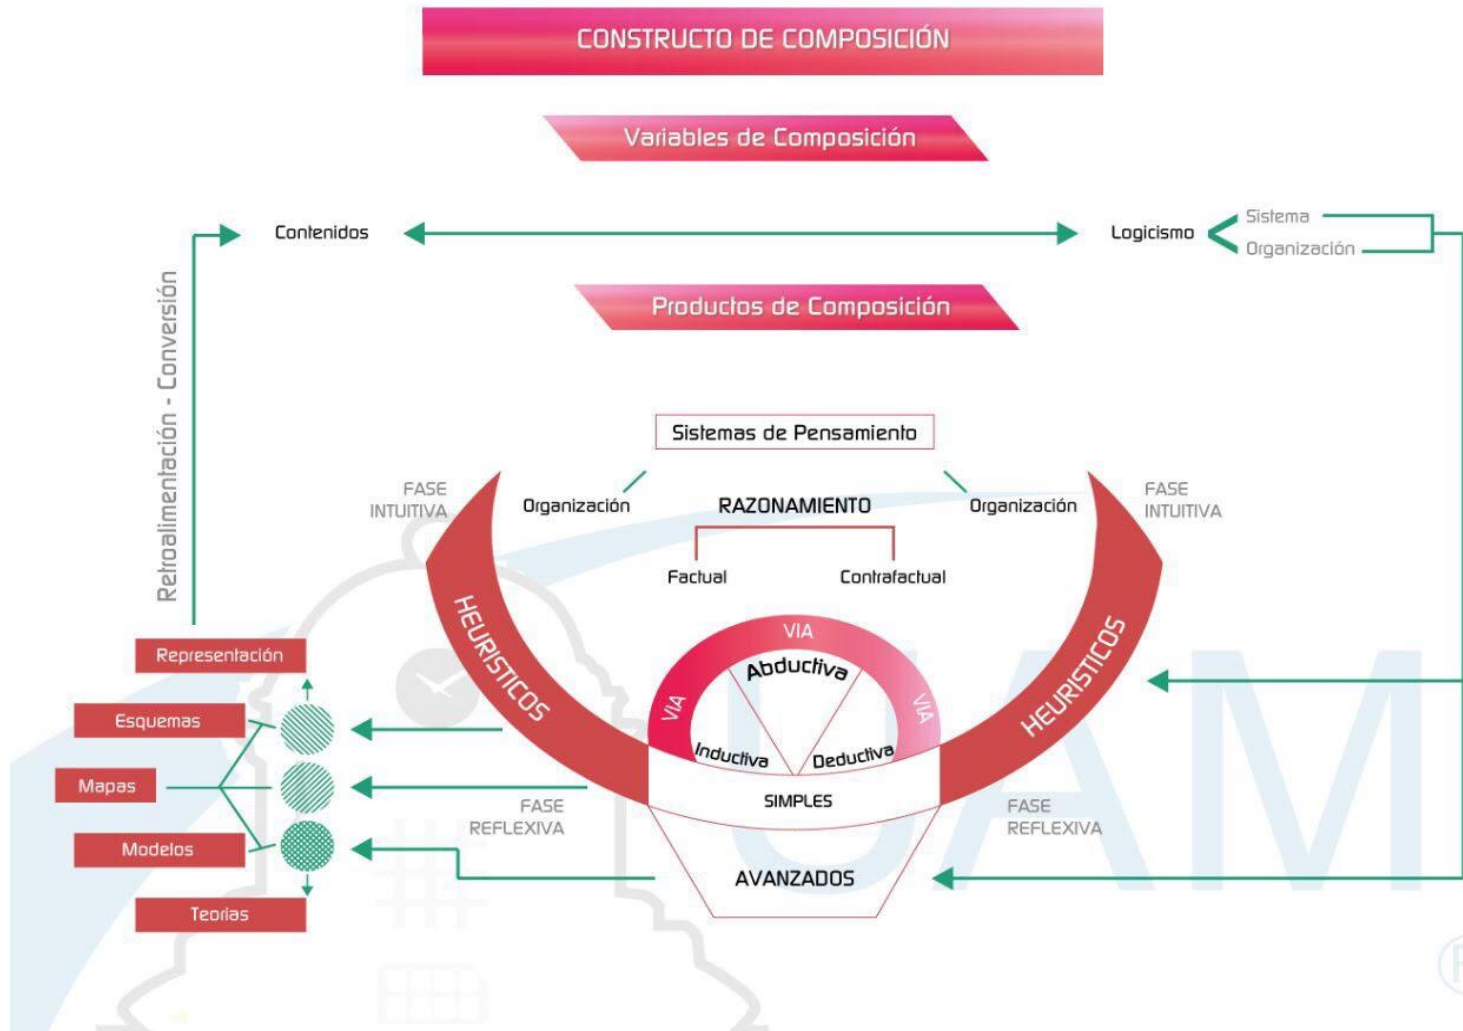 CONSTRUCTO DE COMPOSICIÓN
Variables de Composición
Contenidos
Logicismo
Sistema
Organización
Productos de Composición
Retroalimentación - Conversión
Sistemas de Pensamiento
FASE
INTUITIVA
Organización
RAZONAMIENTO
Organización
FASE
INTUITIVA
Factual
Contrafactual
HEURISTICOS
VIA
VIA
VIA
Abductiva
Inductiva
Deductiva
HEURISTICOS
Representación
Esquemas
Mapas
Modelos
Teorías
SIMPLES
FASE
REFLEXIVA
FASE
REFLEXIVA
AVANZADOS
UAM